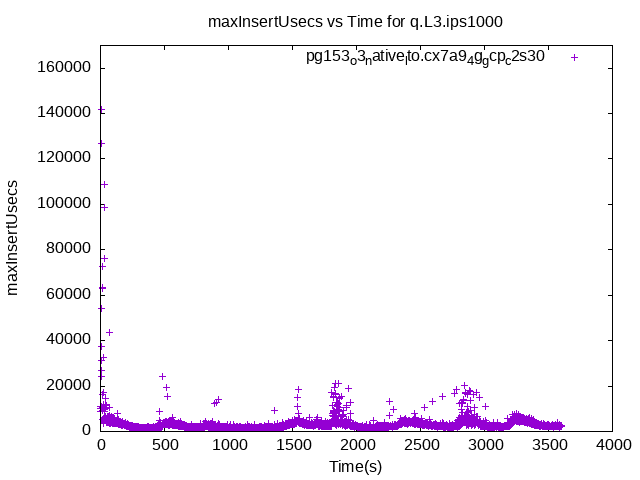 maxInsertUsecs vs Time for q.L3.ips1000
pg153_o3_native_lto.cx7a9_4g_gcp_c2s30
160000
140000
120000
100000
80000
60000
40000
20000
0
maxInsertUsecs
0 500 1000 1500 2000 2500 3000 3500 4000
Time(s)